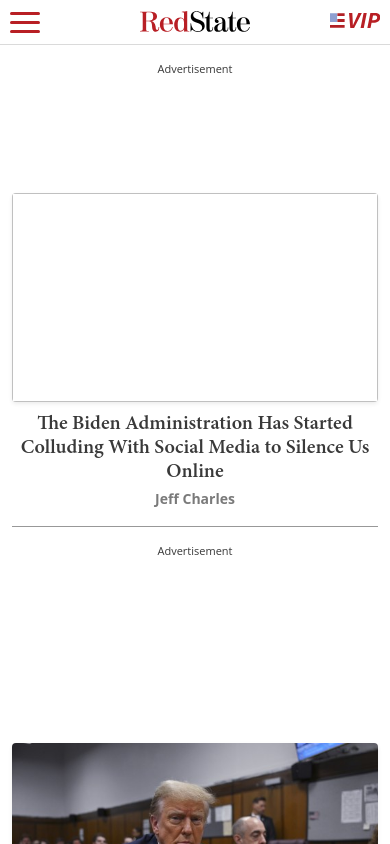 RedState
VIP
Advertisement
The Biden Administration Has Started
Colluding With Social Media to Silence Us
Online
Jeff Charles
Advertisement